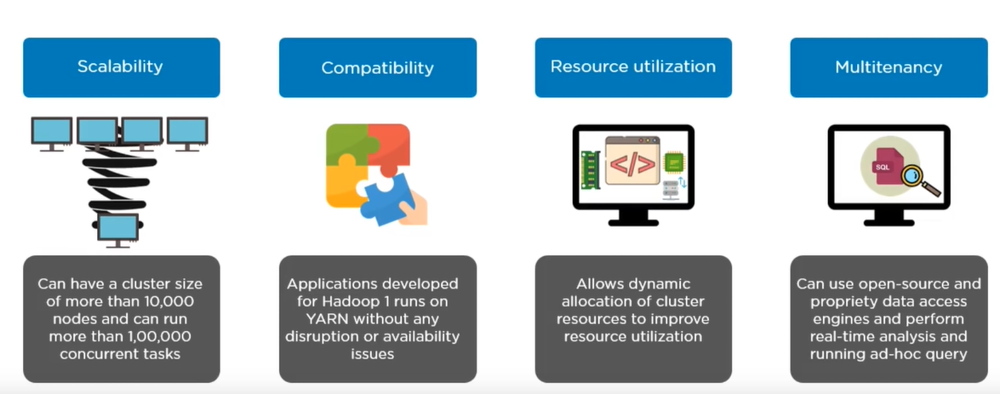 Scalability
Compatibility
Resource utilization
Multitenancy
</>
SQL
Can have a cluster size
of more than 10,000
nodes and can run
more than 1,00,000
concurrent tasks
Applications developed
for Hadoop 1 runs on
YARN without any
disruption or availability
issues
Allows dynamic
allocation of cluster
resources to improve
resource utilization
Can use open-source and
propriety data access
engines and perform
real-time analysis and
running ad-hoc query